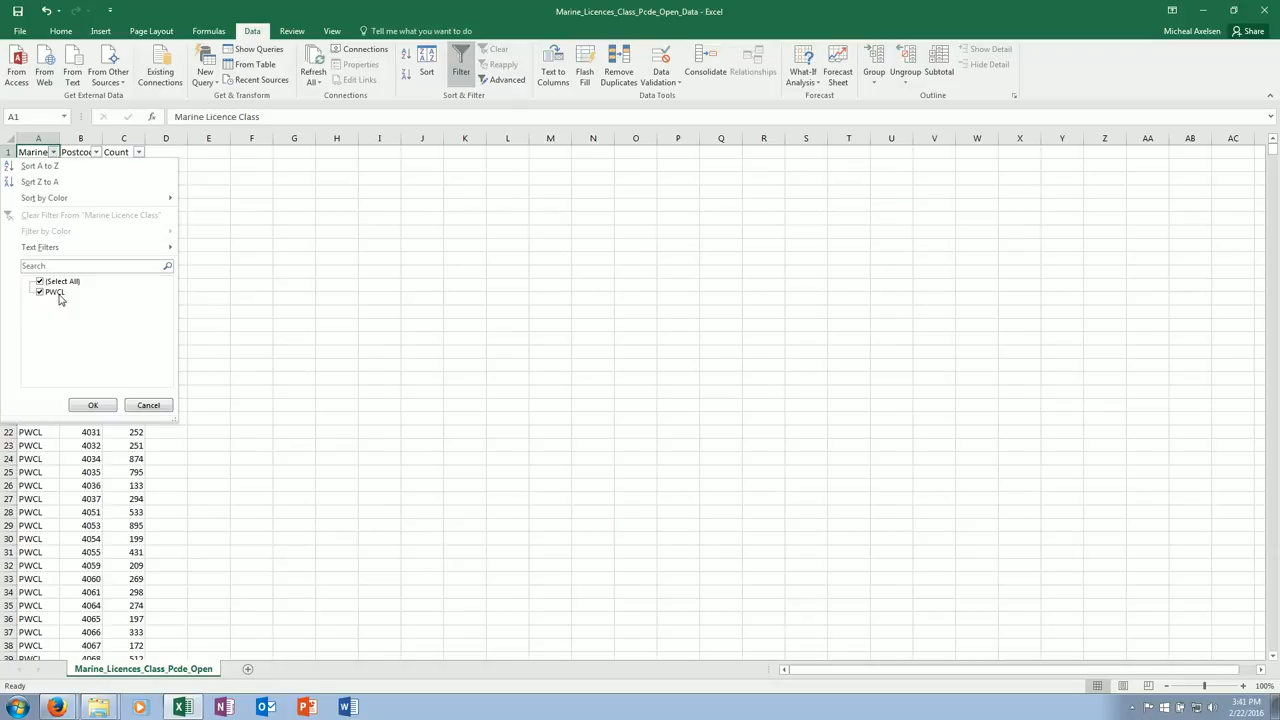 Marine_Licences_Class_Pcde_Open_Data - Excel
File Home Insert Page Layout Formulas Data Review View Tell me what you want to do
Micheal Axelsen Share
From Access
From Web
From Text
From Other Sources
Existing Connections
Get External Data
New Query
Show Queries
From Table
Recent Sources
Get & Transform
Refresh All
Connections
Properties
Edit Links
Connections
Sort
Filter
Clear
Reapply
Advanced
Sort & Filter
Text to Columns
Flash Fill
Remove Duplicates
Data Validation
Consolidate
Relationships
Data Tools
What-If Analysis
Forecast Sheet
Forecast
Group
Ungroup
Subtotal
Show Detail
Hide Detail
Outline
A1 fx Marine Licence Class
A B C D E F G H I J K L M N O P Q R S T U V W X Y Z AA AB AC
1 Marine Postcod Count
Sort A to Z
Sort Z to A
Sort by Color
Clear Filter From "Marine Licence Class"
Filter by Color
Text Filters
Search
(Select All)
PWCL
OK Cancel
22 PWCL 4031 252
23 PWCL 4032 251
24 PWCL 4034 874
25 PWCL 4035 795
26 PWCL 4036 133
27 PWCL 4037 294
28 PWCL 4051 533
29 PWCL 4053 895
30 PWCL 4054 199
31 PWCL 4055 431
32 PWCL 4059 209
33 PWCL 4060 269
34 PWCL 4061 298
35 PWCL 4064 274
36 PWCL 4065 197
37 PWCL 4066 333
38 PWCL 4067 172
39 PWCL 4068 512
Marine_Licences_Class_Pcde_Open
Ready
100%
3:41 PM
2/22/2016